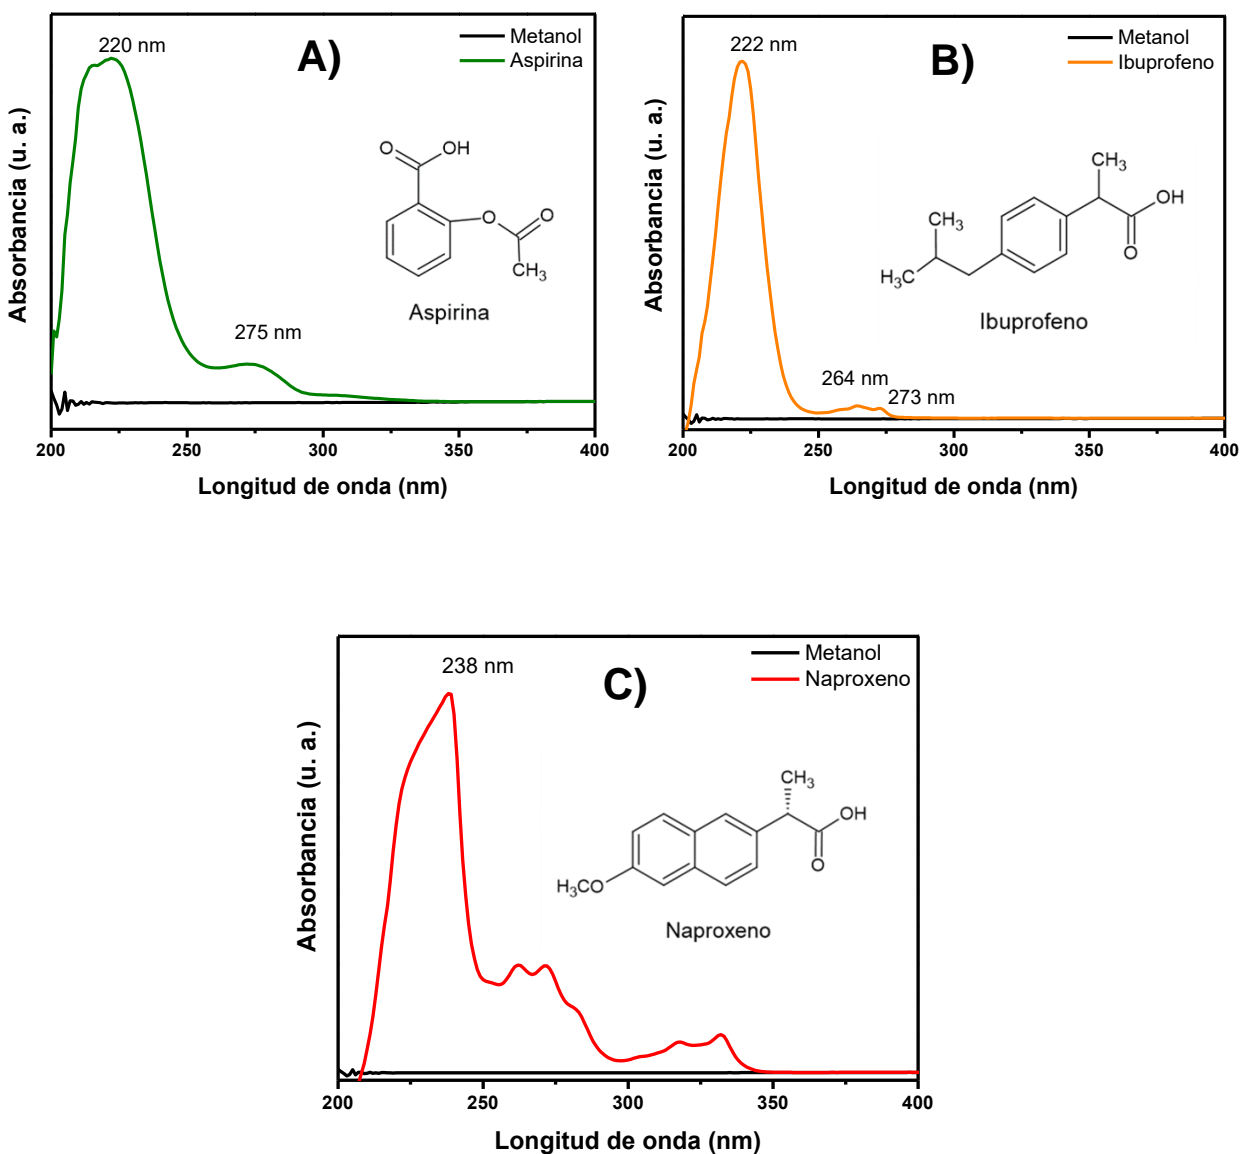 220 nm
A)
Metanol
Aspirina
Absorbancia (u. a.)
O
OH
O
O
CH3
Aspirina
275 nm
200
250
300
350
400
Longitud de onda (nm)
222 nm
B)
Metanol
Ibuprofeno
Absorbancia (u. a.)
CH3
OH
O
CH3
H3C
Ibuprofeno
264 nm
273 nm
200
250
300
350
400
Longitud de onda (nm)
238 nm
C)
Metanol
Naproxeno
Absorbancia (u. a.)
CH3
OH
O
H3CO
Naproxeno
200
250
300
350
400
Longitud de onda (nm)